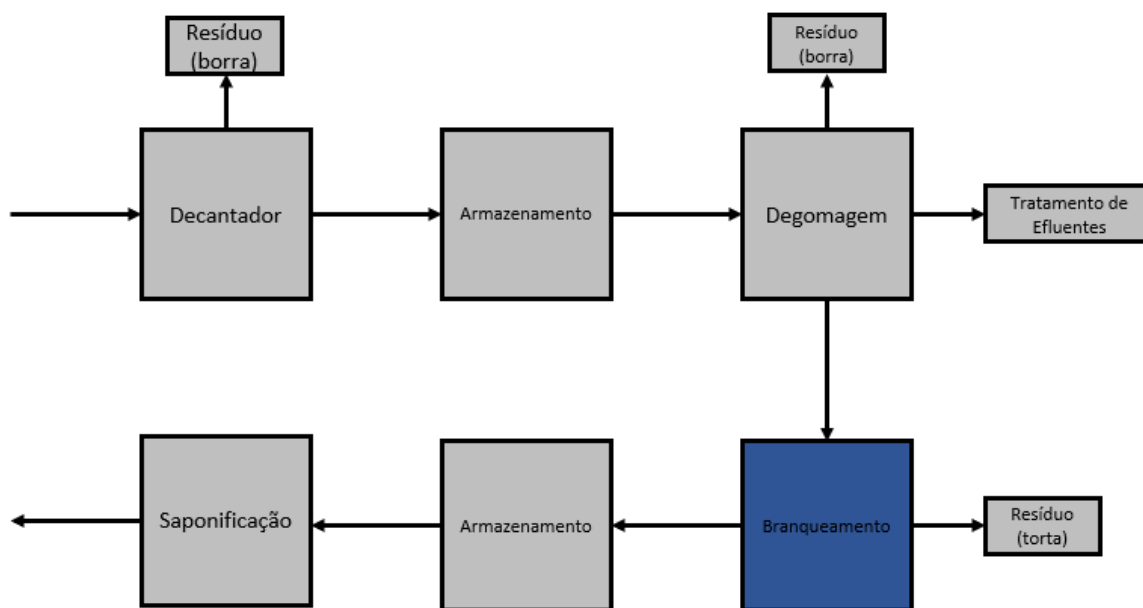 Resíduo
(borra)
Resíduo
(borra)
Decantador
Armazenamento
Degomagem
Tratamento de
Efluentes
Saponificação
Armazenamento
Branqueamento
Resíduo
(torta)